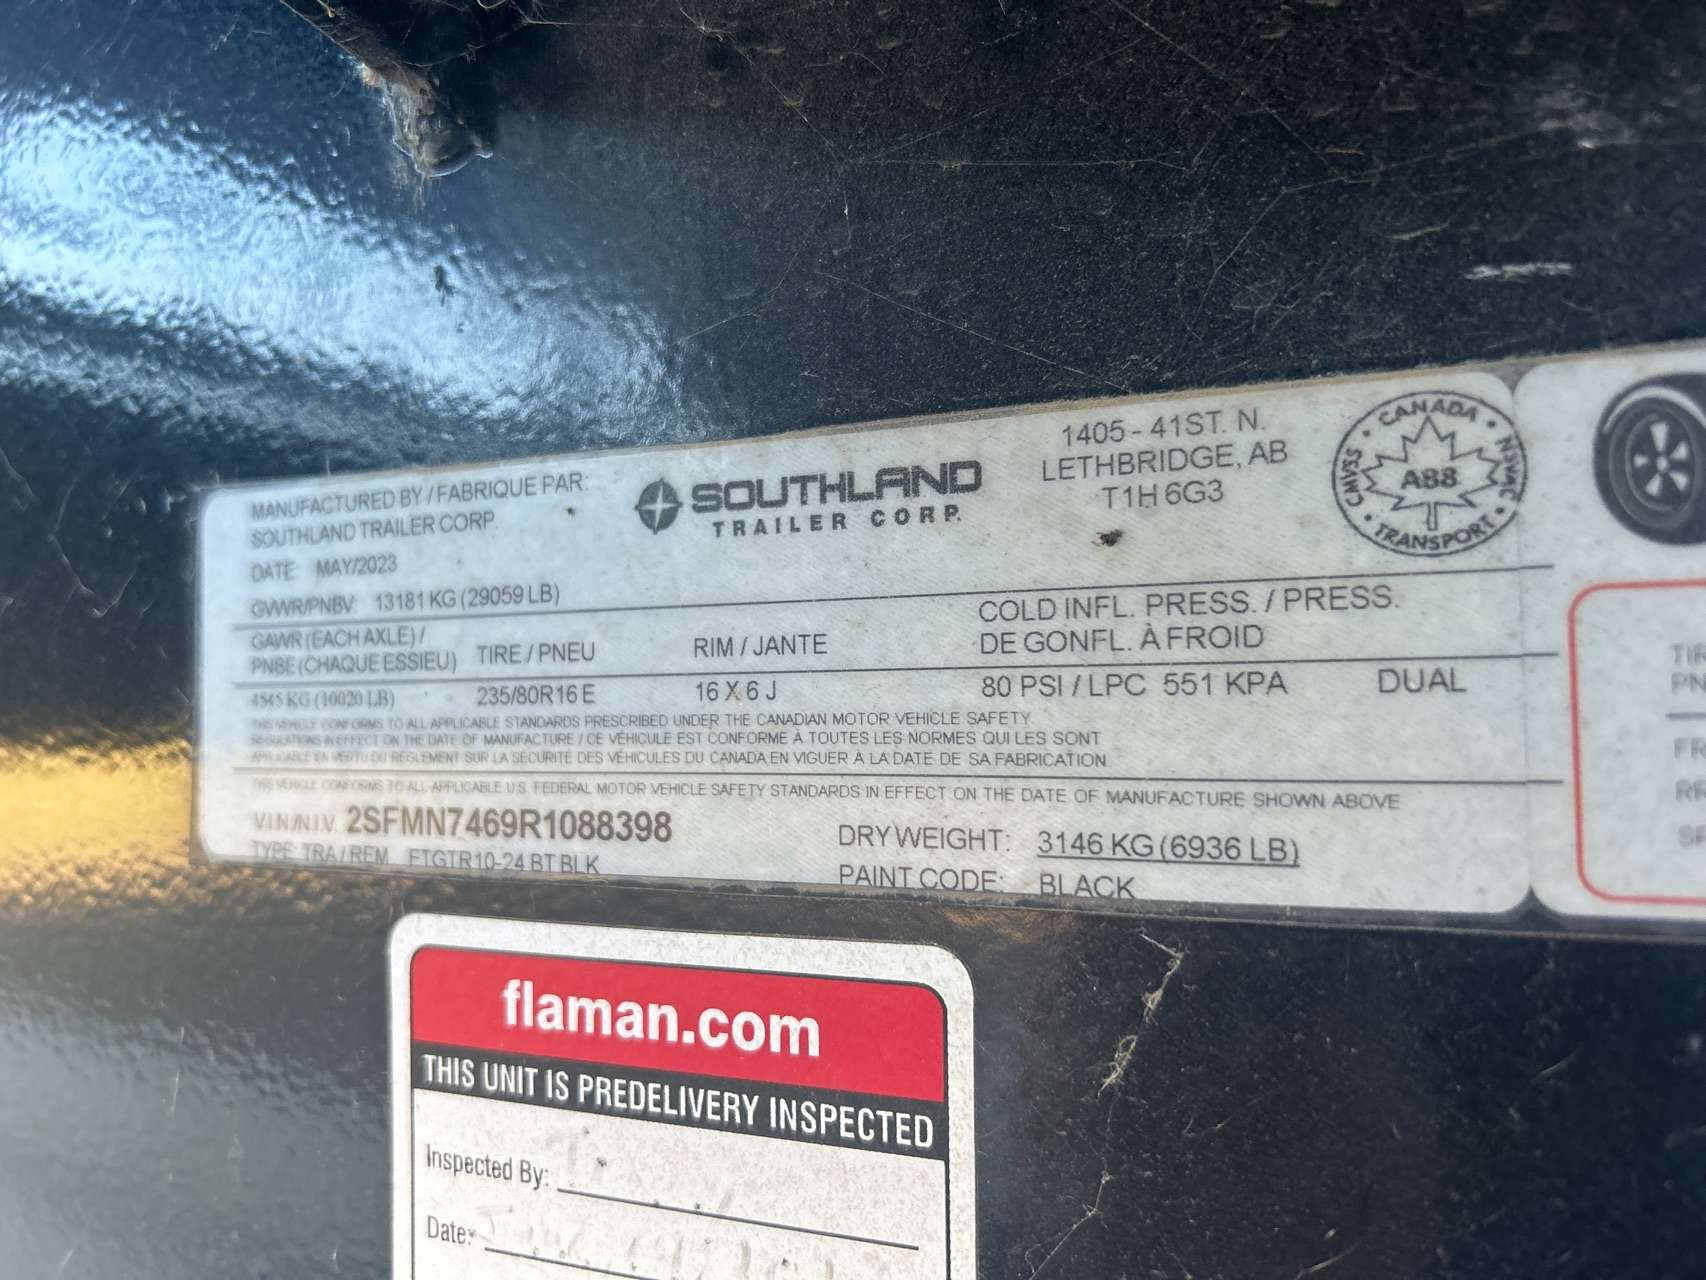 MANUFACTURED BY / FABRIQUE PAR:
SOUTHLAND TRAILER CORP.
SOUTHLAND
TRAILER CORP.
1405 - 41ST. N.
LETHBRIDGE, AB
T1H 6G3
CANADA
CMVSS
NSVAC
A88
TRANSPORT
DATE: MAY/2023
GVWR/PNBV: 13181 KG (29059 LB)
GAWR (EACH AXLE) /
PNBE (CHAQUE ESSIEU) TIRE / PNEU RIM / JANTE COLD INFL. PRESS. / PRESS.
DE GONFL. À FROID
4545 KG (10020 LB) 235/80R16 E 16 X 6 J 80 PSI / LPC 551 KPA DUAL
THIS VEHICLE CONFORMS TO ALL APPLICABLE STANDARDS PRESCRIBED UNDER THE CANADIAN MOTOR VEHICLE SAFETY
REGULATIONS IN EFFECT ON THE DATE OF MANUFACTURE / CE VÉHICULE EST CONFORME À TOUTES LES NORMES QUI LES SONT
APPLICABLE EN VERTU DU RÈGLEMENT SUR LA SÉCURITÉ DES VÉHICULES DU CANADA EN VIGUER À LA DATE DE SA FABRICATION
THIS VEHICLE CONFORMS TO ALL APPLICABLE U.S. FEDERAL MOTOR VEHICLE SAFETY STANDARDS IN EFFECT ON THE DATE OF MANUFACTURE SHOWN ABOVE
V.I.N./N.I.V. 2SFMN7469R1088398 DRY WEIGHT: 3146 KG (6936 LB)
TYPE TRA / REM FTGTR10-24 BT BLK PAINT CODE: BLACK
flaman.com
THIS UNIT IS PREDELIVERY INSPECTED
Inspected By:
Date: